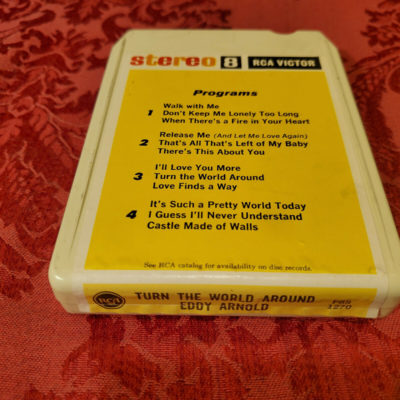 stereo 8 RCA VICTOR
Programs
Walk with Me
1 Don't Keep Me Lonely Too Long
When There's a Fire in Your Heart
Release Me (And Let Me Love Again)
2 That's All That's Left of My Baby
There's This About You
I'll Love You More
3 Turn the World Around
Love Finds a Way
It's Such a Pretty World Today
4 I Guess I'll Never Understand
Castle Made of Walls
See RCA catalog for availability on disc records.
RCA TURN THE WORLD AROUND P8S
EDDY ARNOLD 1270